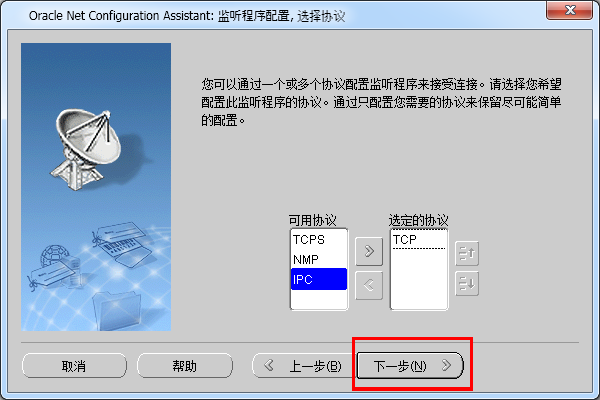 Oracle Net Configuration Assistant: 监听程序配置, 选择协议
您可以通过一个或多个协议配置监听程序来接受连接。请选择您希望
配置此监听程序的协议。通过只配置您需要的协议来保留尽可能简单
的配置。
可用协议
选定的协议
TCPS
TCP
NMP
IPC
取消
帮助
上一步(B)
下一步(N)